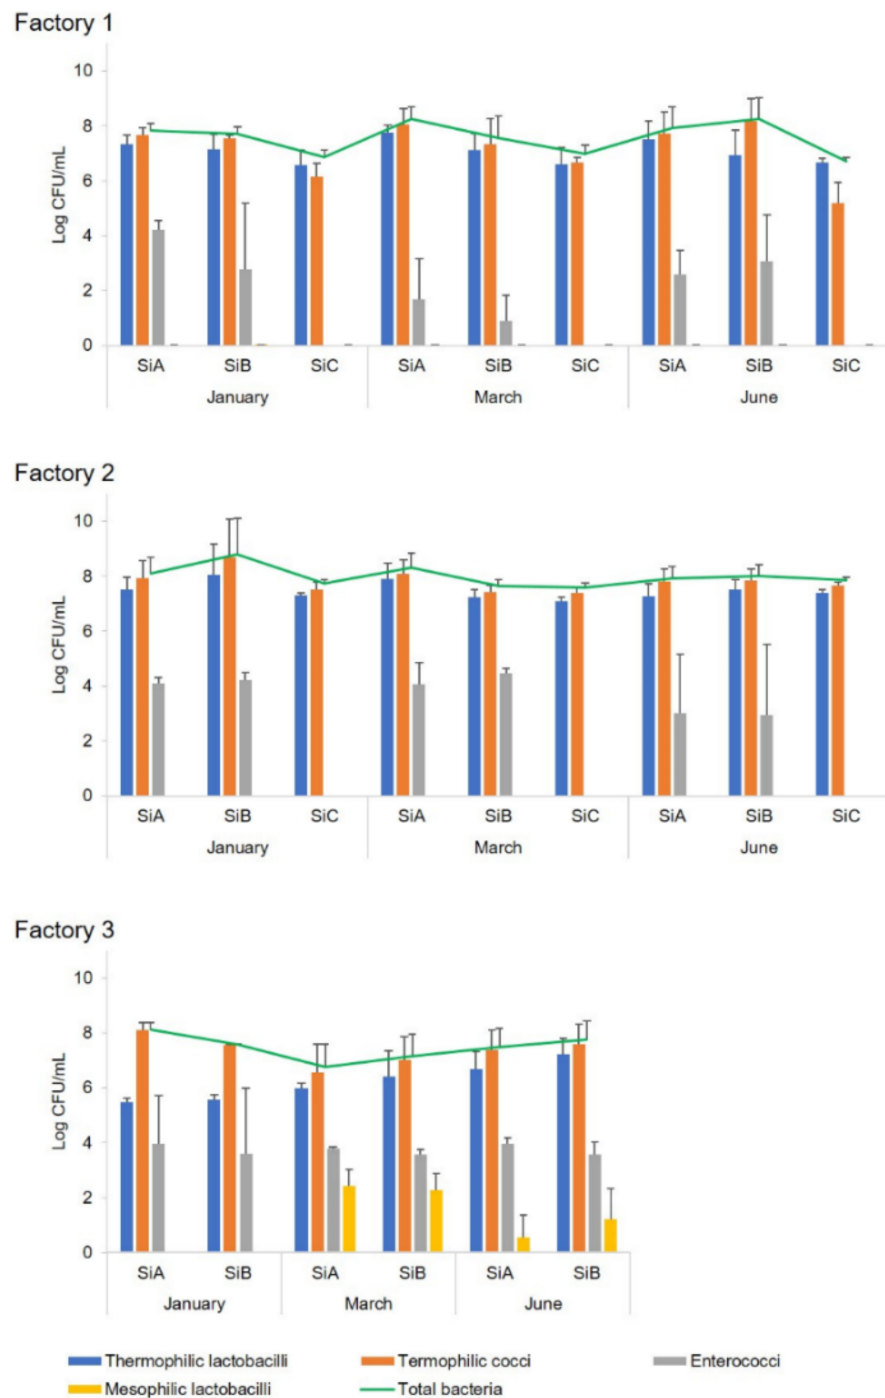 Factory 1
Log CFU/mL
10
8
6
4
2
0
SiA SiB SiC SiA SiB SiC SiA SiB SiC
January March June
Factory 2
Log CFU/mL
10
8
6
4
2
0
SiA SiB SiC SiA SiB SiC SiA SiB SiC
January March June
Factory 3
Log CFU/mL
10
8
6
4
2
0
SiA SiB SiA SiB SiA SiB
January March June
Thermophilic lactobacilli Termophilic cocci Enterococci
Mesophilic lactobacilli Total bacteria